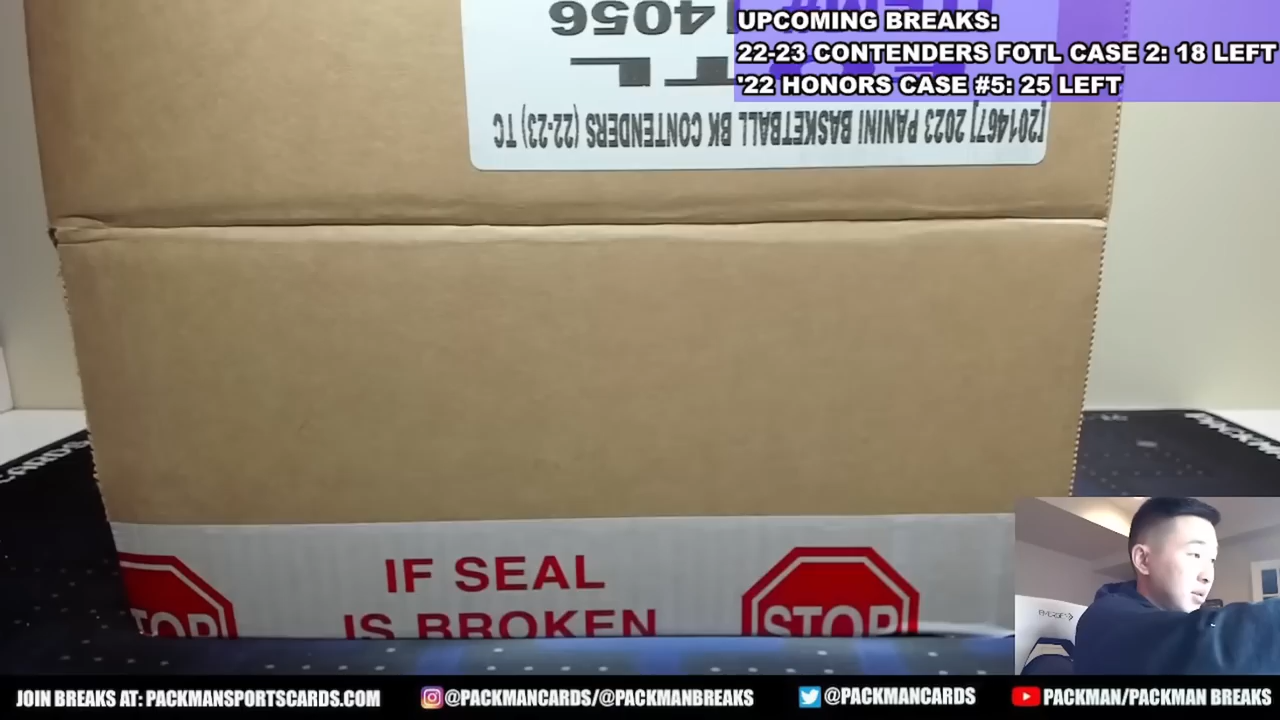 UPCOMING BREAKS:
22-23 CONTENDERS FOTL CASE 2: 18 LEFT
'22 HONORS CASE #5: 25 LEFT
14056
[201467] 2023 PANINI BASKETBALL BK CONTENDERS (22-23) TC
IF SEAL
IS BROKEN
STOP
JOIN BREAKS AT: PACKMANSPORTSCARDS.COM
@PACKMANCARDS/@PACKMANBREAKS
@PACKMANCARDS
PACKMAN/PACKMAN BREAKS